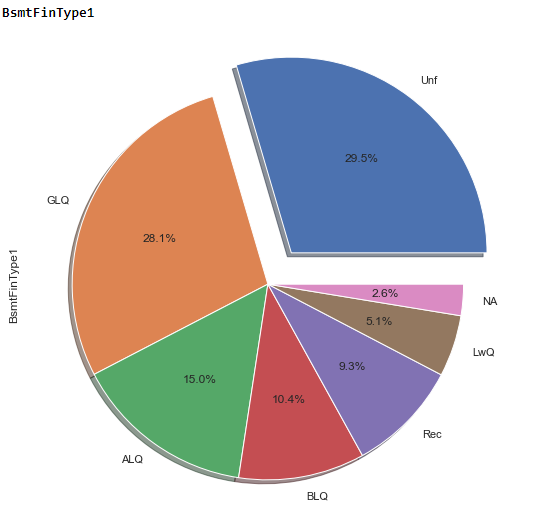 BsmtFinType1
Unf
29.5%
GLQ
28.1%
BsmtFinType1
2.6%
NA
5.1%
LwQ
9.3%
15.0%
10.4%
Rec
ALQ
BLQ